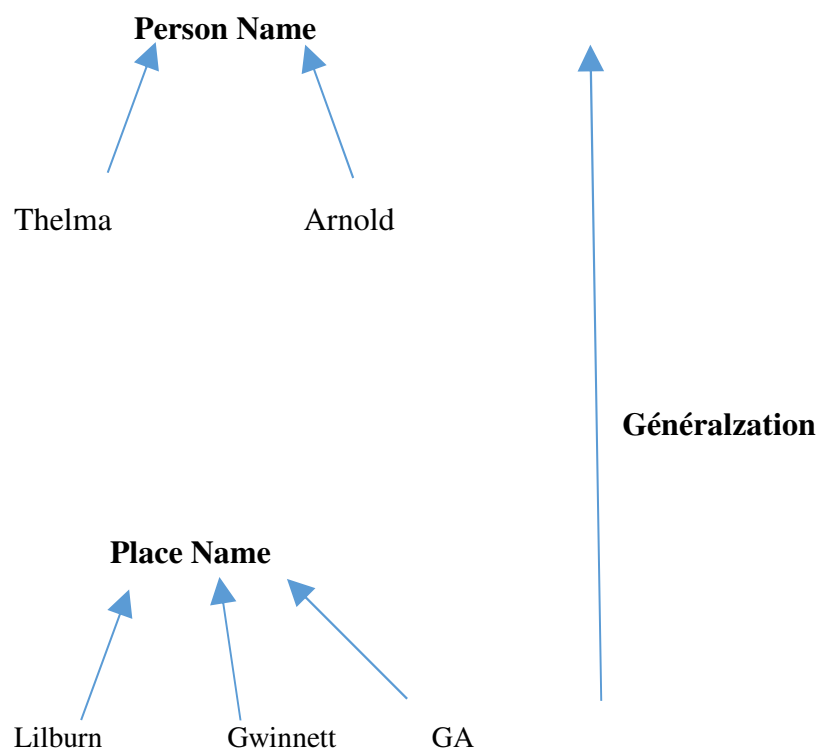 Person Name
Thelma Arnold
Généralzation
Place Name
Lilburn Gwinnett GA